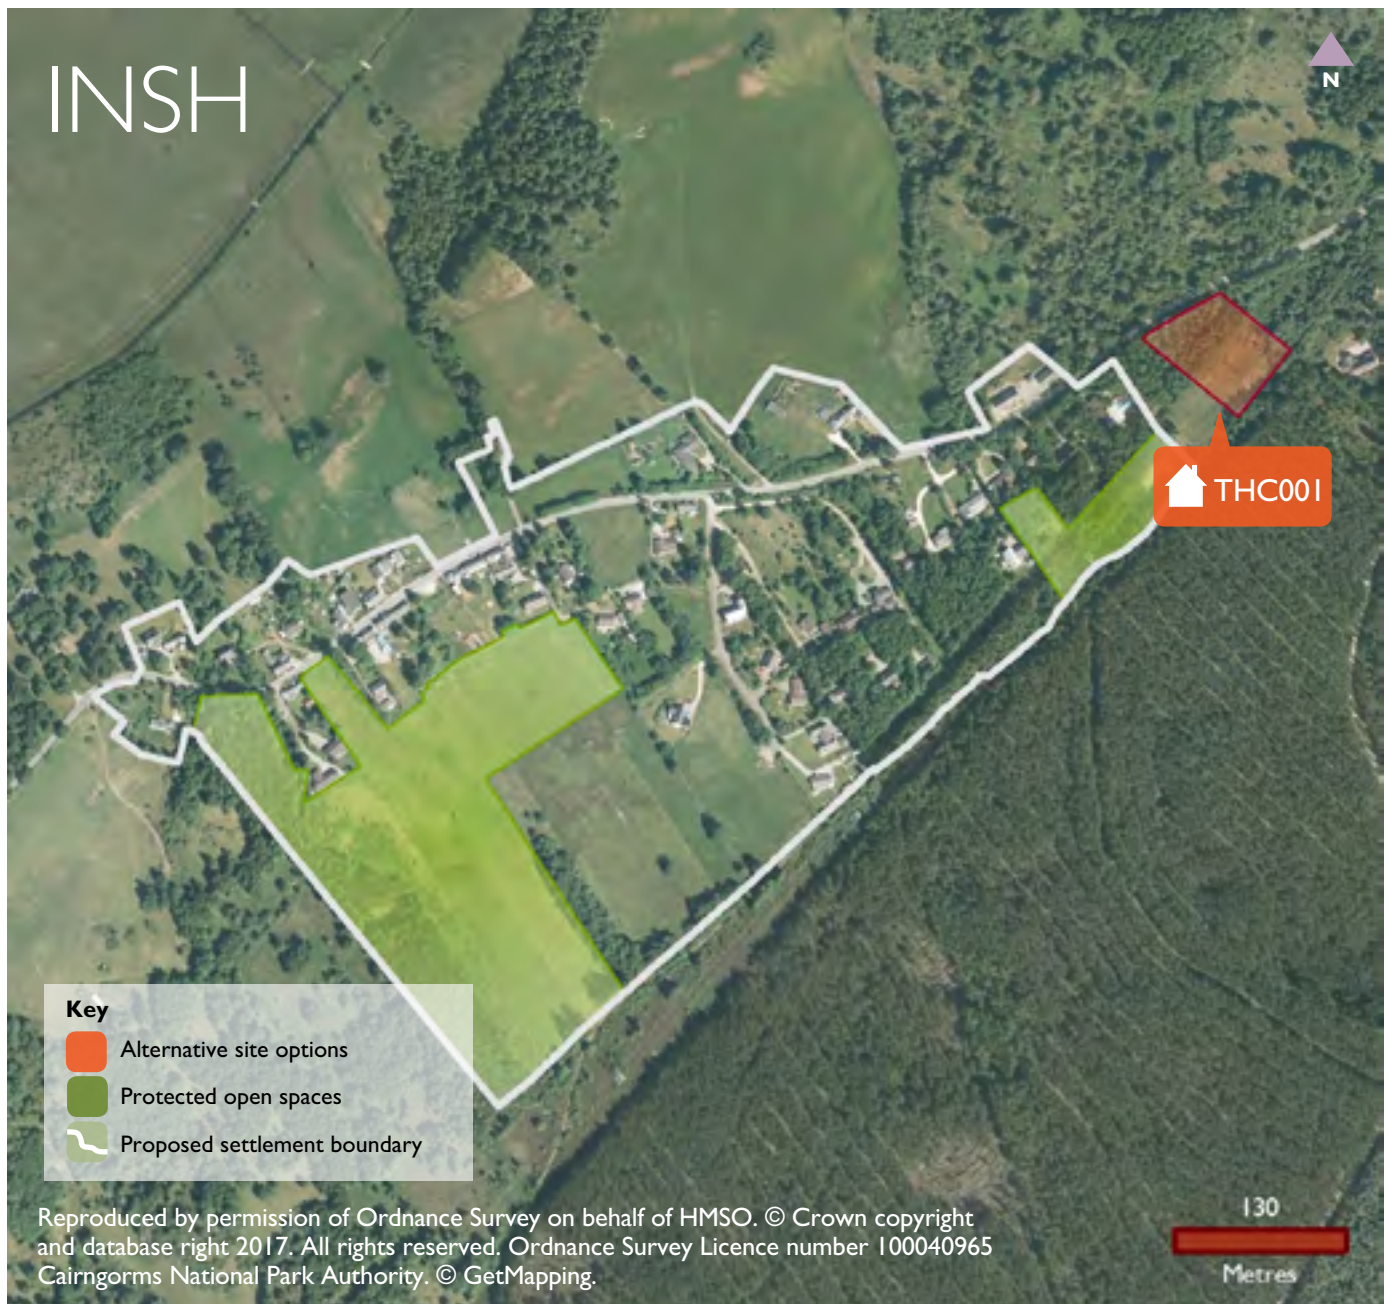 INSH
N
THC001
Key
Alternative site options
Protected open spaces
Proposed settlement boundary
Reproduced by permission of Ordnance Survey on behalf of HMSO. © Crown copyright
and database right 2017. All rights reserved. Ordnance Survey Licence number 100040965
Cairngorms National Park Authority. © GetMapping.
130
Metres